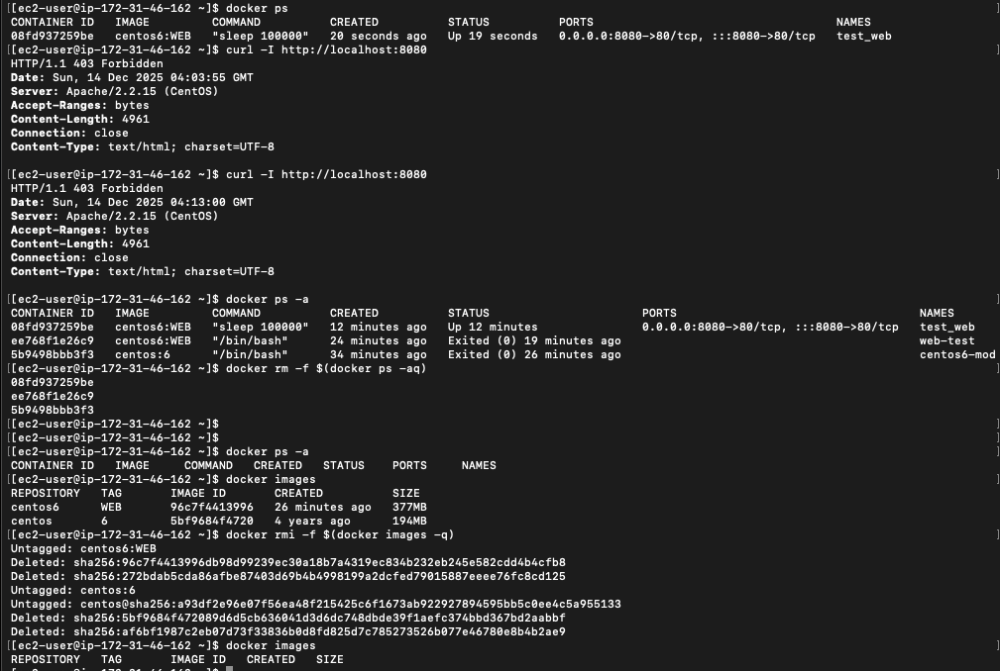 [[ec2-user@ip-172-31-46-162 ~]$ docker ps ]
CONTAINER ID IMAGE COMMAND CREATED STATUS PORTS NAMES
08fd937259be centos6:WEB "sleep 100000" 20 seconds ago Up 19 seconds 0.0.0.0:8080->80/tcp, :::8080->80/tcp test_web
[[ec2-user@ip-172-31-46-162 ~]$ curl -I http://localhost:8080 ]
HTTP/1.1 403 Forbidden
Date: Sun, 14 Dec 2025 04:03:55 GMT
Server: Apache/2.2.15 (CentOS)
Accept-Ranges: bytes
Content-Length: 4961
Connection: close
Content-Type: text/html; charset=UTF-8
[[ec2-user@ip-172-31-46-162 ~]$ curl -I http://localhost:8080 ]
HTTP/1.1 403 Forbidden
Date: Sun, 14 Dec 2025 04:13:00 GMT
Server: Apache/2.2.15 (CentOS)
Accept-Ranges: bytes
Content-Length: 4961
Connection: close
Content-Type: text/html; charset=UTF-8
[[ec2-user@ip-172-31-46-162 ~]$ docker ps -a ]
CONTAINER ID IMAGE COMMAND CREATED STATUS PORTS NAMES
08fd937259be centos6:WEB "sleep 100000" 12 minutes ago Up 12 minutes 0.0.0.0:8080->80/tcp, :::8080->80/tcp test_web
ee768f1e26c9 centos6:WEB "/bin/bash" 24 minutes ago Exited (0) 19 minutes ago web-test
5b9498bbb3f3 centos:6 "/bin/bash" 34 minutes ago Exited (0) 26 minutes ago centos6-mod
[[ec2-user@ip-172-31-46-162 ~]$ docker rm -f $(docker ps -aq) ]
08fd937259be
ee768f1e26c9
5b9498bbb3f3
[[ec2-user@ip-172-31-46-162 ~]$ ]
[[ec2-user@ip-172-31-46-162 ~]$ ]
[[ec2-user@ip-172-31-46-162 ~]$ docker ps -a ]
CONTAINER ID IMAGE COMMAND CREATED STATUS PORTS NAMES
[[ec2-user@ip-172-31-46-162 ~]$ docker images ]
REPOSITORY TAG IMAGE ID CREATED SIZE
centos6 WEB 96c7f4413996 26 minutes ago 377MB
centos 6 5bf9684f4720 4 years ago 194MB
[[ec2-user@ip-172-31-46-162 ~]$ docker rmi -f $(docker images -q) ]
Untagged: centos6:WEB
Deleted: sha256:96c7f4413996db98d99239ec30a18b7a4319ec834b232eb245e582cdd4b4cfb8
Deleted: sha256:272bdab5cda86afbe87403d69b4b4998199a2dcfed79015887eeee76fc8cd125
Untagged: centos:6
Untagged: centos@sha256:a93df2e96e07f56ea48f215425c6f1673ab922927894595bb5c0ee4c5a955133
Deleted: sha256:5bf9684f472089d6d5cb636041d3d6dc748dbde39f1aefc374bbd367bd2aabbf
Deleted: sha256:af6bf1987c2eb07d73f33836b0d8fd825d7c785273526b077e46780e8b4b2ae9
[[ec2-user@ip-172-31-46-162 ~]$ docker images ]
REPOSITORY TAG IMAGE ID CREATED SIZE